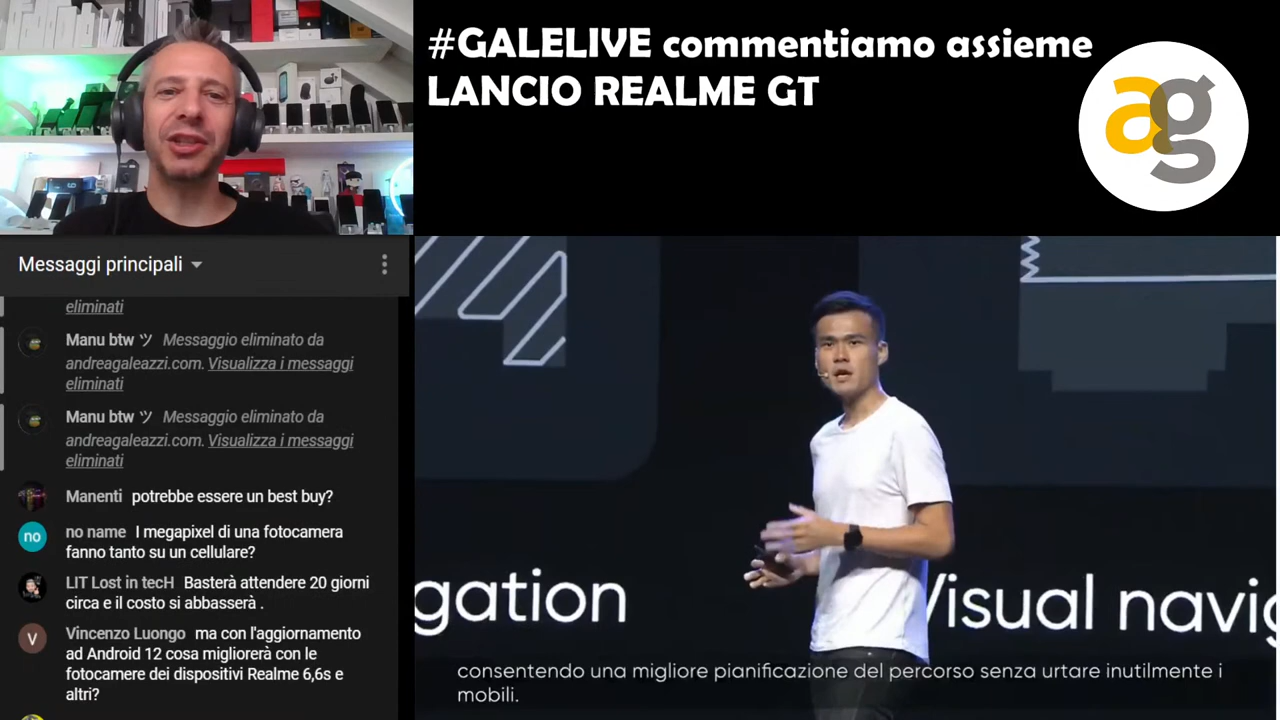 #GALELIVE commentiamo assieme
LANCIO REALME GT
ag
Messaggi principali
eliminati
Manu btw ツ Messaggio eliminato da
andreagaleazzi.com. Visualizza i messaggi
eliminati
Manu btw ツ Messaggio eliminato da
andreagaleazzi.com. Visualizza i messaggi
eliminati
Manenti potrebbe essere un best buy?
no
no name I megapixel di una fotocamera
fanno tanto su un cellulare?
LIT Lost in tecH Basterà attendere 20 giorni
circa e il costo si abbasserà .
V
Vincenzo Luongo ma con l'aggiornamento
ad Android 12 cosa migliorerà con le
fotocamere dei dispositivi Realme 6,6s e
altri?
gation
Visual navig
consentendo una migliore pianificazione del percorso senza urtare inutilmente i
mobili.